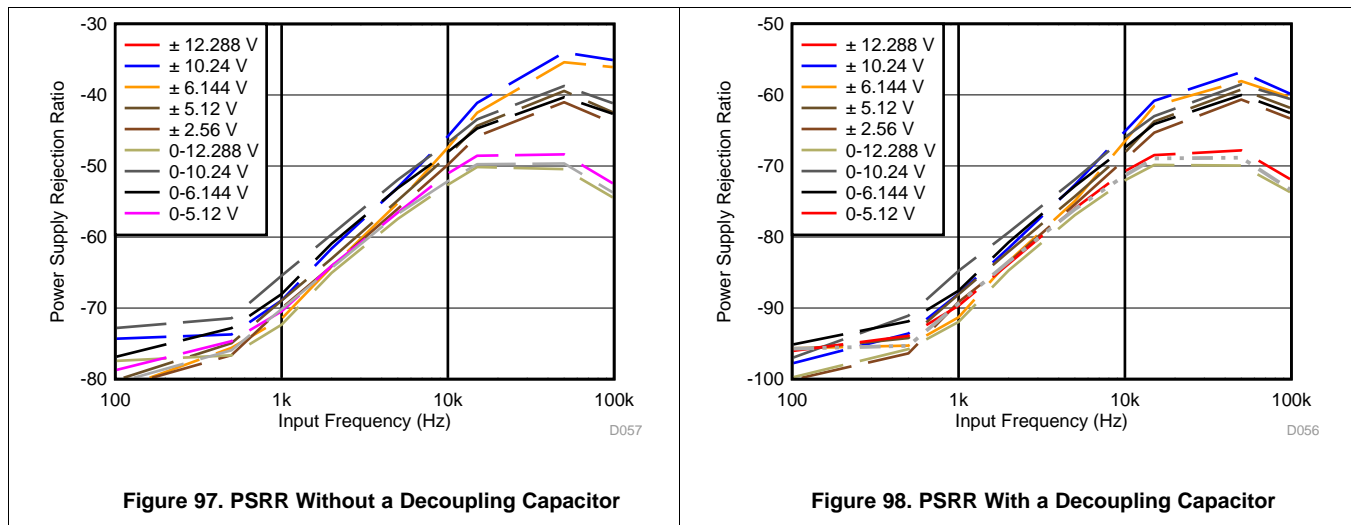 -30
-40
-50
-60
-70
-80
Power Supply Rejection Ratio
± 12.288 V
± 10.24 V
± 6.144 V
± 5.12 V
± 2.56 V
0-12.288 V
0-10.24 V
0-6.144 V
0-5.12 V
100
1k
10k
100k
Input Frequency (Hz)
D057
Figure 97. PSRR Without a Decoupling Capacitor
-50
-60
-70
-80
-90
-100
Power Supply Rejection Ratio
± 12.288 V
± 10.24 V
± 6.144 V
± 5.12 V
± 2.56 V
0-12.288 V
0-10.24 V
0-6.144 V
0-5.12 V
100
1k
10k
100k
Input Frequency (Hz)
D056
Figure 98. PSRR With a Decoupling Capacitor